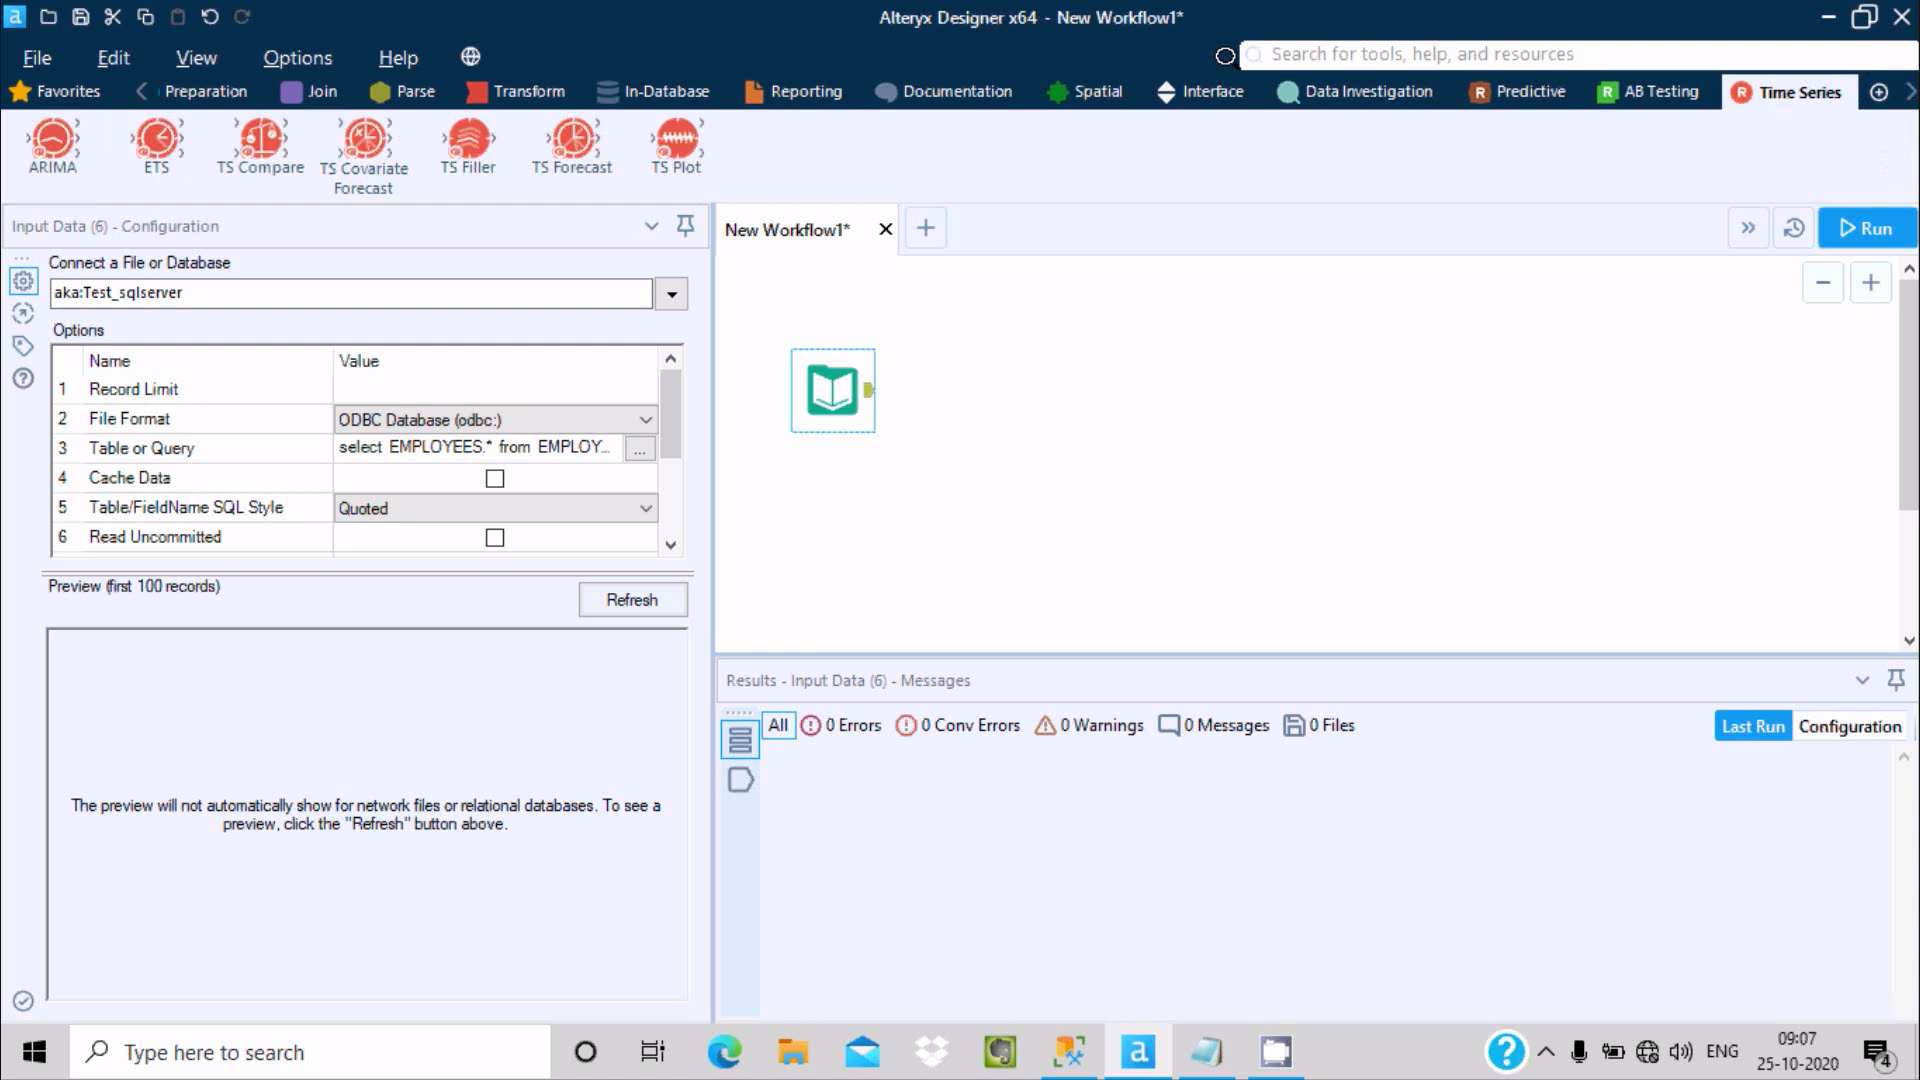 Alteryx Designer x64 - New Workflow1*
File Edit View Options Help
Search for tools, help, and resources
Favorites Preparation Join Parse Transform In-Database Reporting Documentation Spatial Interface Data Investigation Predictive AB Testing Time Series
ARIMA ETS TS Compare TS Covariate Forecast TS Filler TS Forecast TS Plot
Input Data (6) - Configuration
New Workflow1*
Run
Connect a File or Database
aka:Test_sqlserver
Options
Name Value
1 Record Limit
2 File Format ODBC Database (odbc:)
3 Table or Query select EMPLOYEES.* from EMPLOY... ...
4 Cache Data
5 Table/FieldName SQL Style Quoted
6 Read Uncommitted
Preview (first 100 records)
Refresh
The preview will not automatically show for network files or relational databases. To see a
preview, click the "Refresh" button above.
Results - Input Data (6) - Messages
All 0 Errors 0 Conv Errors 0 Warnings 0 Messages 0 Files Last Run Configuration
Type here to search
ENG
09:07
25-10-2020
4